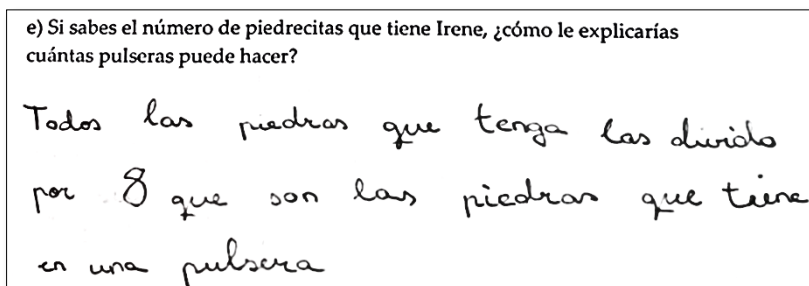 e) Si sabes el número de piedrecitas que tiene Irene, ¿cómo le explicarías
cuántas pulseras puede hacer?
Todos las piedras que tenga las divido
por 8 que son las piedras que tiene
en una pulsera